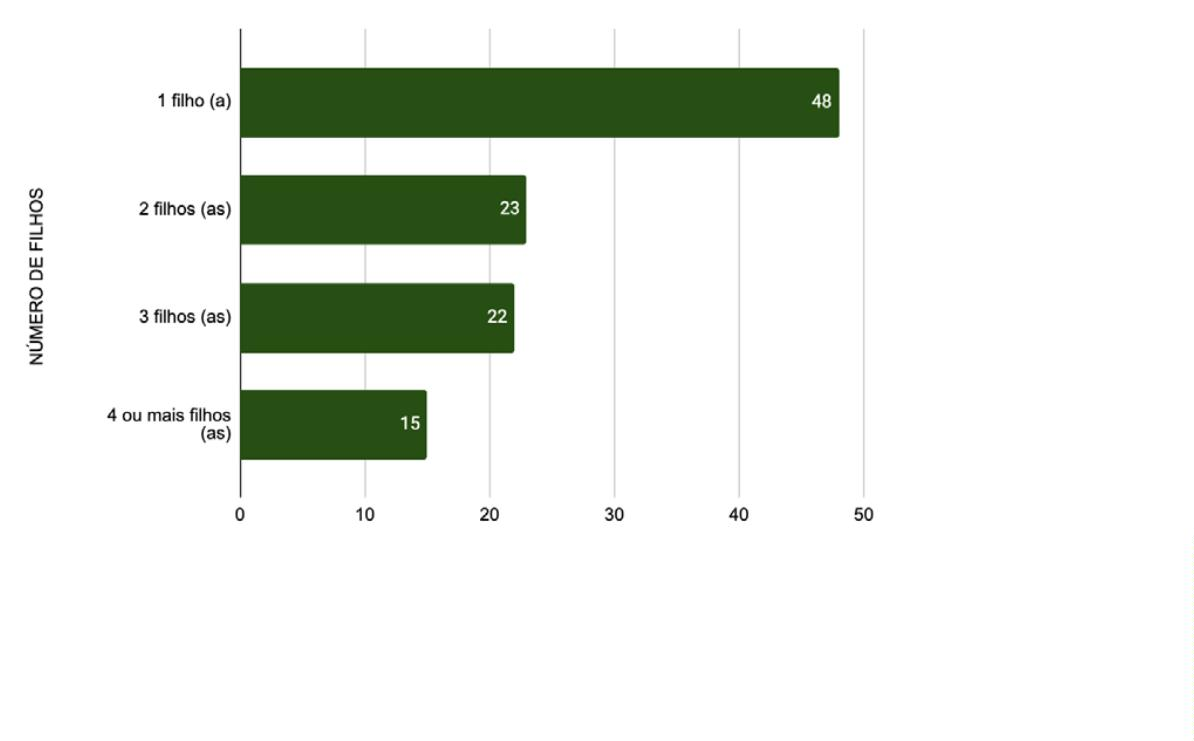 NÚMERO DE FILHOS
1 filho (a)
48
2 filhos (as)
23
3 filhos (as)
22
4 ou mais filhos
(as)
15
0 10 20 30 40 50